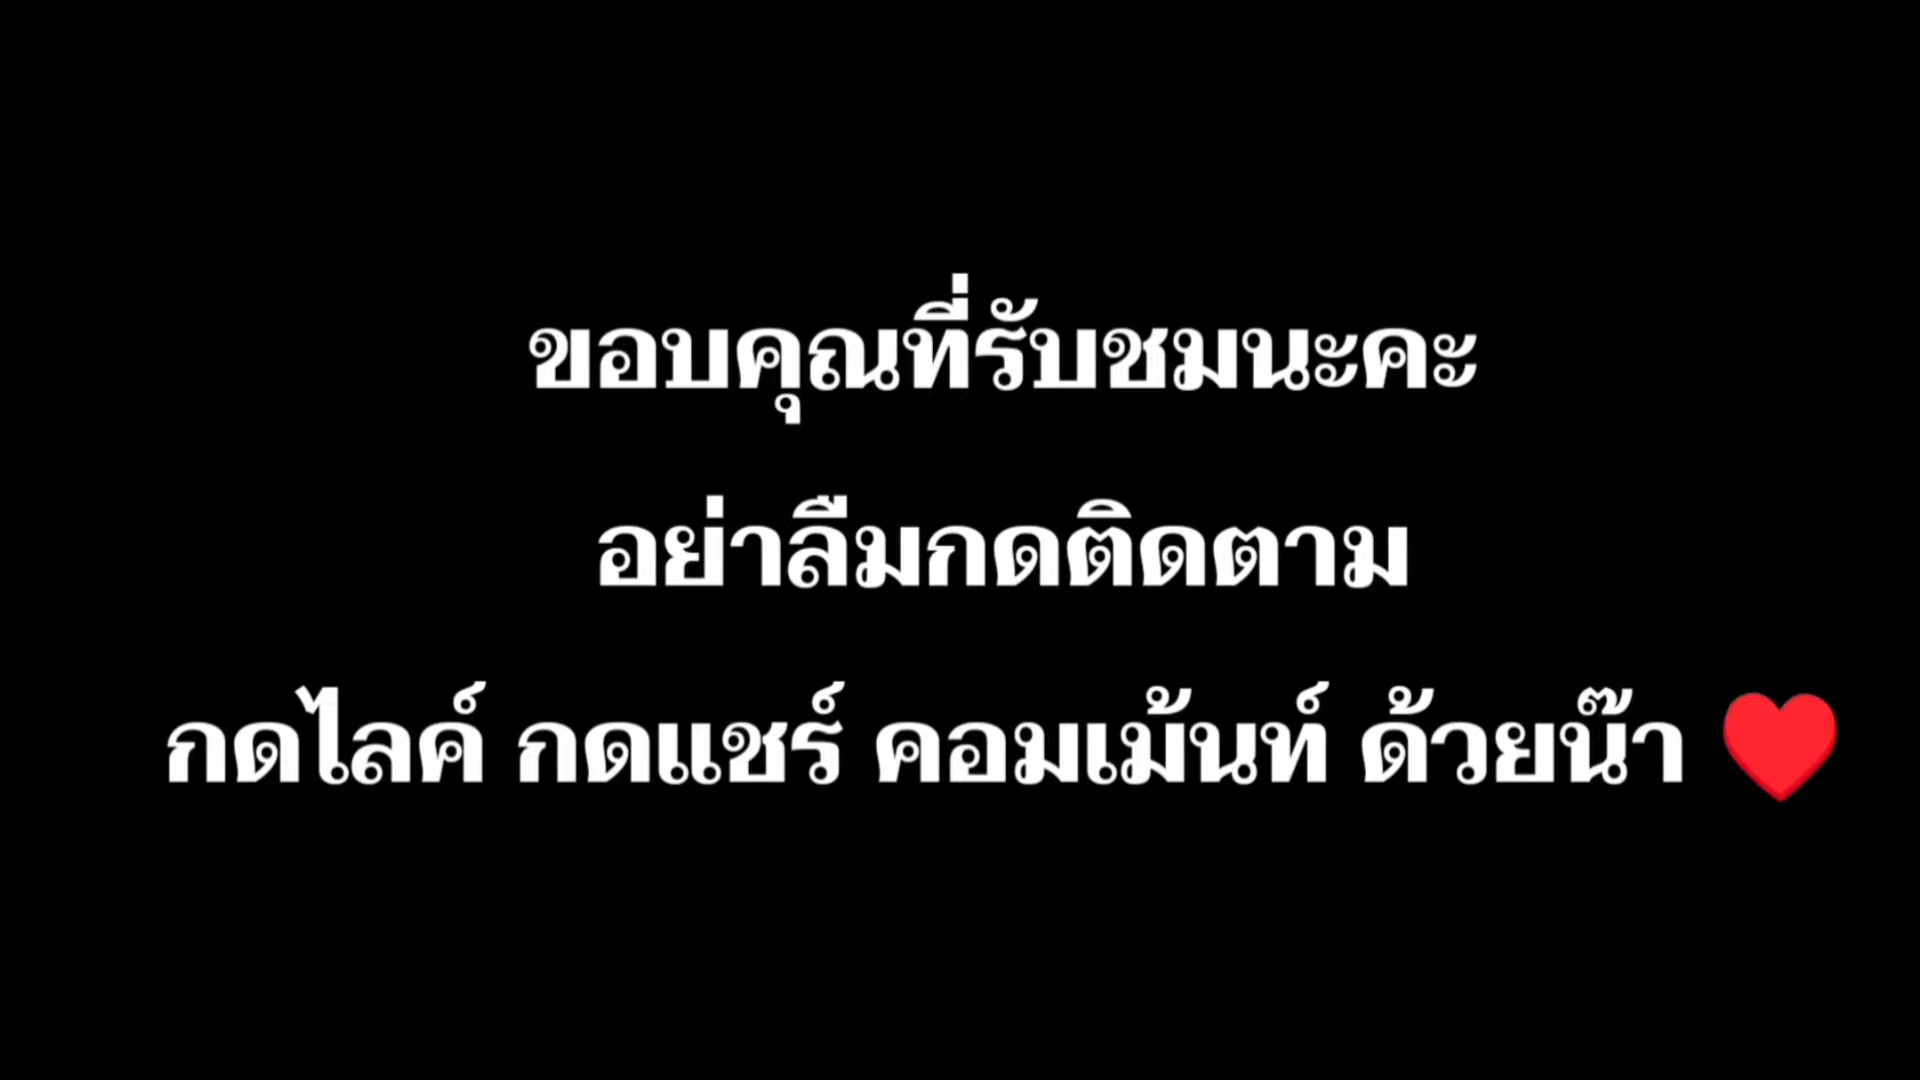 ขอบคุณที่รับชมนะคะ
อย่าลืมกดติดตาม
กดไลค์ กดแชร์ คอมเม้นท์ ด้วยน๊า ♥️